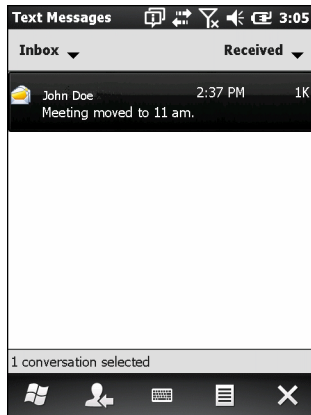 Text Messages 3:05
Inbox Received
John Doe 2:37 PM 1K
Meeting moved to 11 am.
1 conversation selected